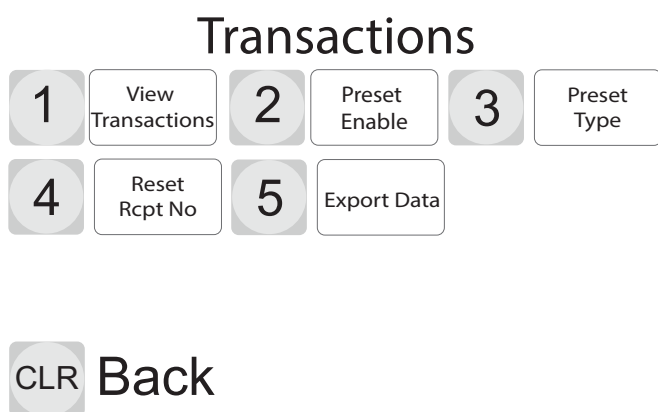 Transactions
1 View Transactions 2 Preset Enable 3 Preset Type
4 Reset Rcpt No 5 Export Data
CLR Back